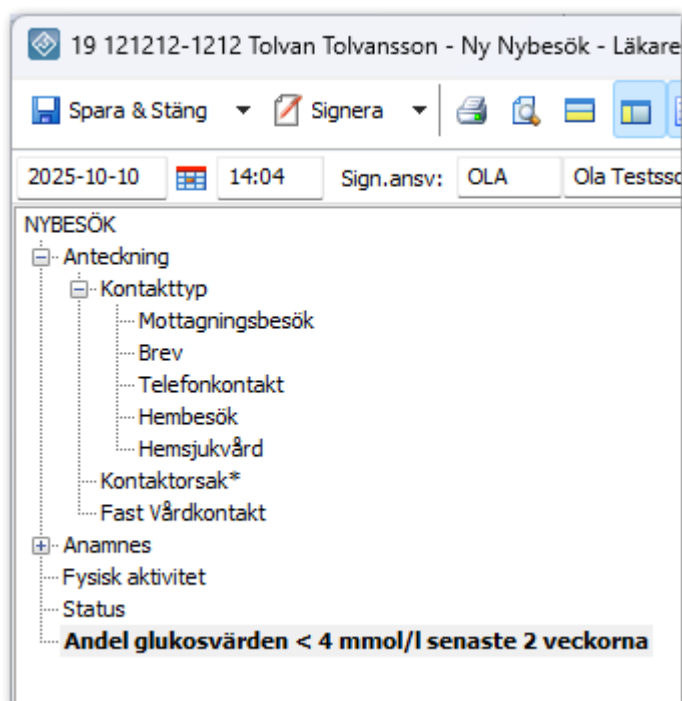 19 121212-1212 Tolvan Tolvansson - Ny Nybesök - Läkare
Spara & Stäng Signera
2025-10-10 14:04 Sign.ansv: OLA Ola Testsso
NYBESÖK
Anteckning
Kontakttyp
Mottagningsbesök
Brev
Telefonkontakt
Hembesök
Hemsjukvård
Kontaktorsak*
Fast Vårdkontakt
Anamnes
Fysisk aktivitet
Status
Andel glukosvärden < 4 mmol/l senaste 2 veckorna